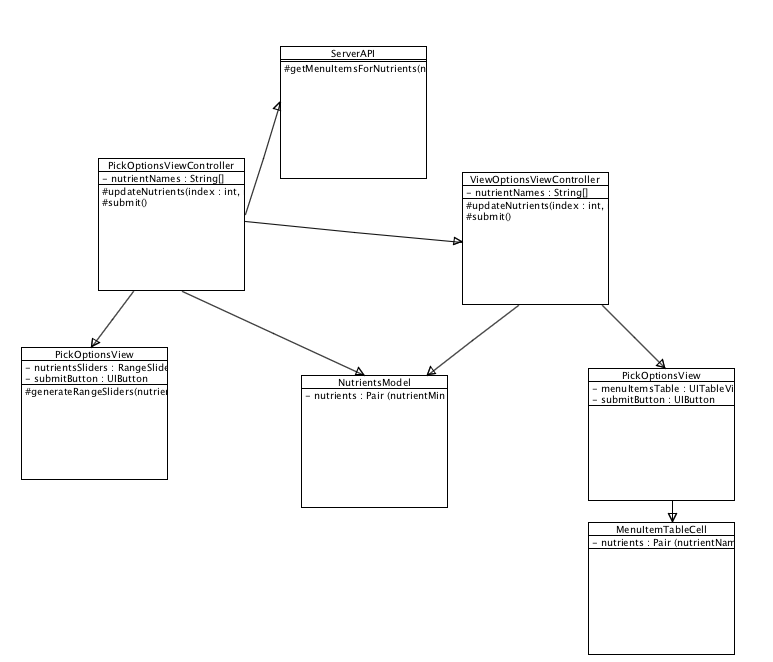 ServerAPI
#getMenuItemsForNutrients(n
PickOptionsViewController
- nutrientNames : String[]
#updateNutrients(index : int,
#submit()
ViewOptionsViewController
- nutrientNames : String[]
#updateNutrients(index : int,
#submit()
PickOptionsView
- nutrientsSliders : RangeSlide
- submitButton : UIButton
#generateRangeSliders(nutrien
NutrientsModel
- nutrients : Pair (nutrientMin
PickOptionsView
- menuItemsTable : UITableVi
- submitButton : UIButton
MenuItemTableCell
- nutrients : Pair (nutrientNam